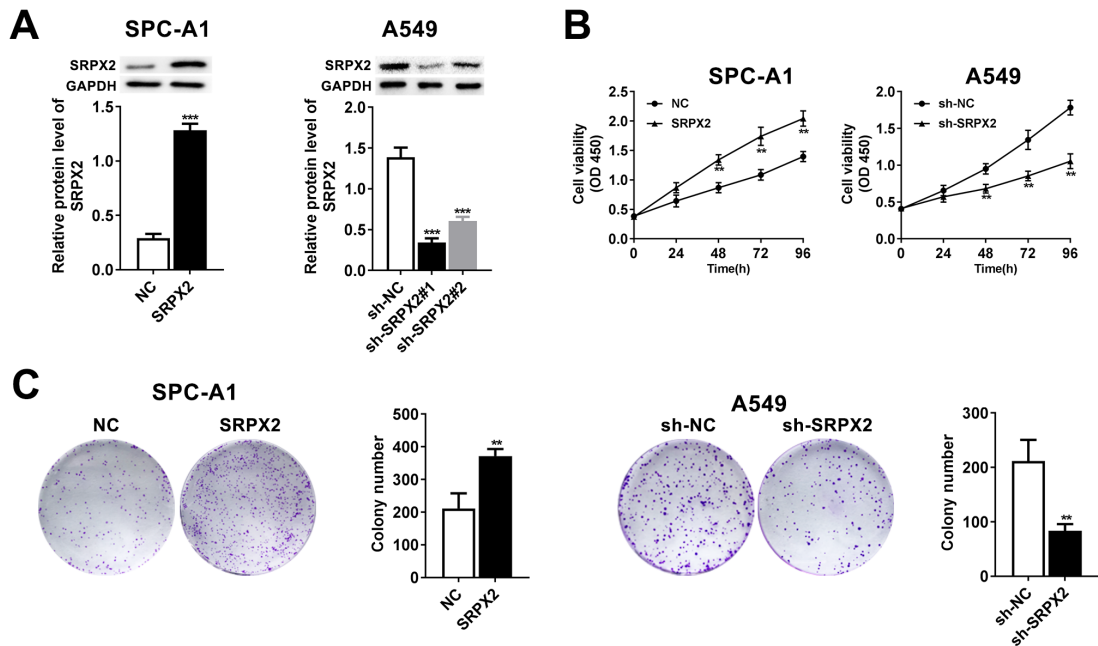 A
SPC-A1
SRPX2
GAPDH
Relative protein level of
SRPX2
1.5
1.0
0.5
0.0
***
NC
SRPX2
A549
SRPX2
GAPDH
Relative protein level of
SRPX2
2.0
1.5
1.0
0.5
0.0
***
***
sh-NC
sh-SRPX2#1
sh-SRPX2#2
B
SPC-A1
Cell viability
(OD 450)
2.5
2.0
1.5
1.0
0.5
0.0
NC
SRPX2
**
**
**
0 24 48 72 96
Time(h)
A549
Cell viability
(OD 450)
2.0
1.5
1.0
0.5
0.0
sh-NC
sh-SRPX2
**
**
**
0 24 48 72 96
Time(h)
C
SPC-A1
NC SRPX2
Colony number
500
400
300
200
100
0
**
NC
SRPX2
A549
sh-NC sh-SRPX2
Colony number
300
200
100
0
**
sh-NC
sh-SRPX2